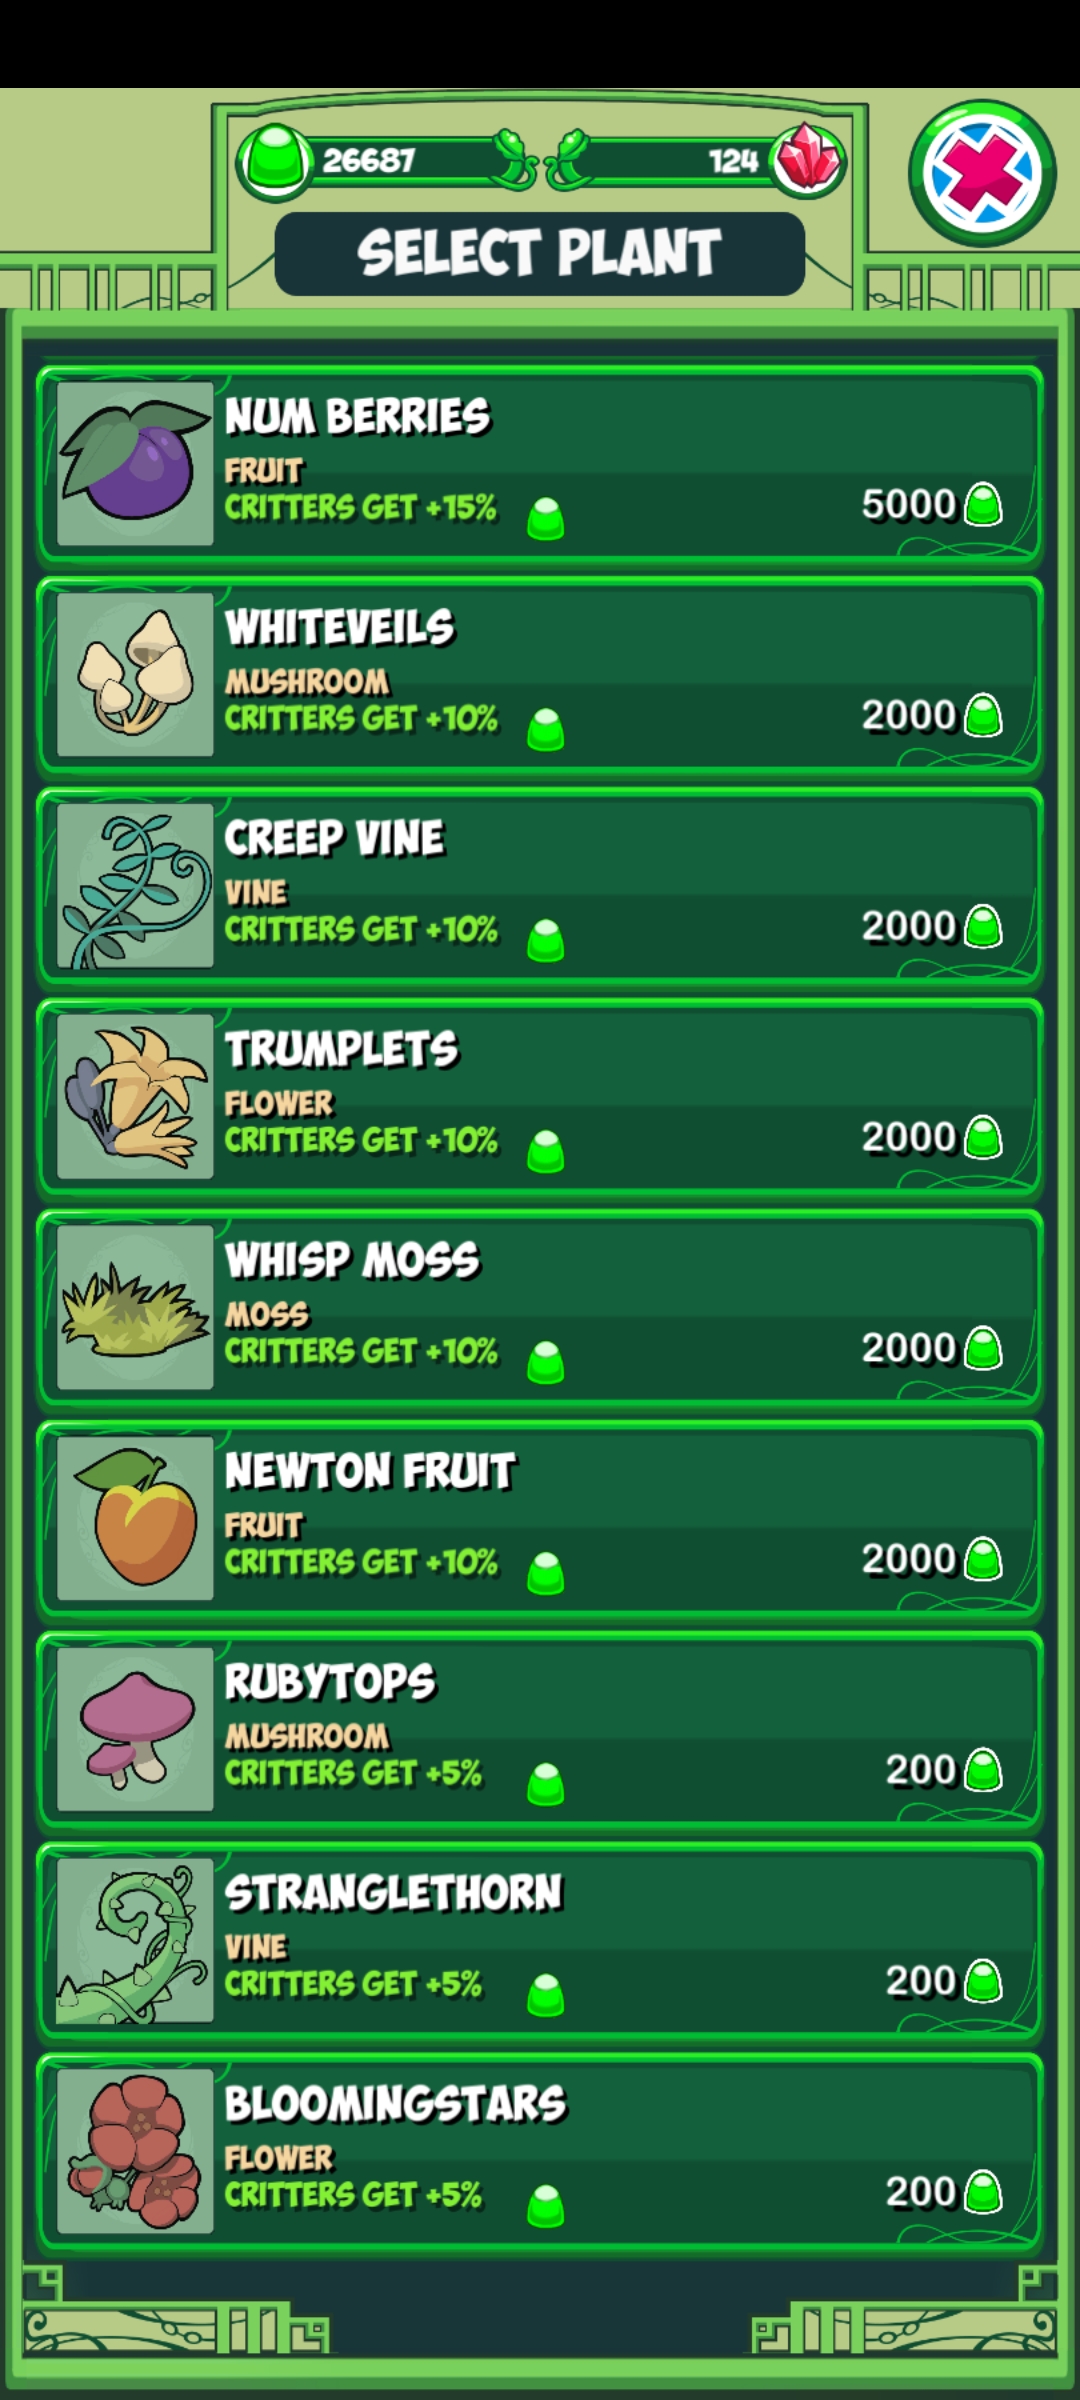 26687
124
SELECT PLANT
NUM BERRIES
FRUIT
CRITTERS GET +15%
5000
WHITEVEILS
MUSHROOM
CRITTERS GET +10%
2000
CREEP VINE
VINE
CRITTERS GET +10%
2000
TRUMPLETS
FLOWER
CRITTERS GET +10%
2000
WHISP MOSS
MOSS
CRITTERS GET +10%
2000
NEWTON FRUIT
FRUIT
CRITTERS GET +10%
2000
RUBYTOPS
MUSHROOM
CRITTERS GET +5%
200
STRANGLETHORN
VINE
CRITTERS GET +5%
200
BLOOMINGSTARS
FLOWER
CRITTERS GET +5%
200